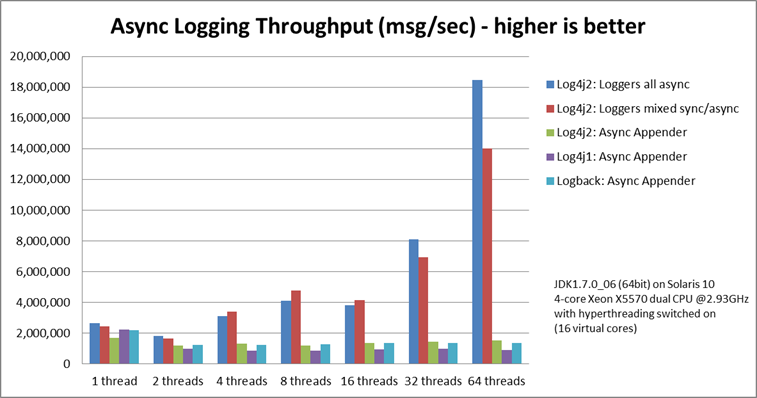 Async Logging Throughput (msg/sec) - higher is better
20,000,000
18,000,000
16,000,000
14,000,000
12,000,000
10,000,000
8,000,000
6,000,000
4,000,000
2,000,000
0
1 thread
2 threads
4 threads
8 threads
16 threads
32 threads
64 threads
Log4j2: Loggers all async
Log4j2: Loggers mixed sync/async
Log4j2: Async Appender
Log4j1: Async Appender
Logback: Async Appender
JDK1.7.0_06 (64bit) on Solaris 10
4-core Xeon X5570 dual CPU @2.93GHz
with hyperthreading switched on
(16 virtual cores)